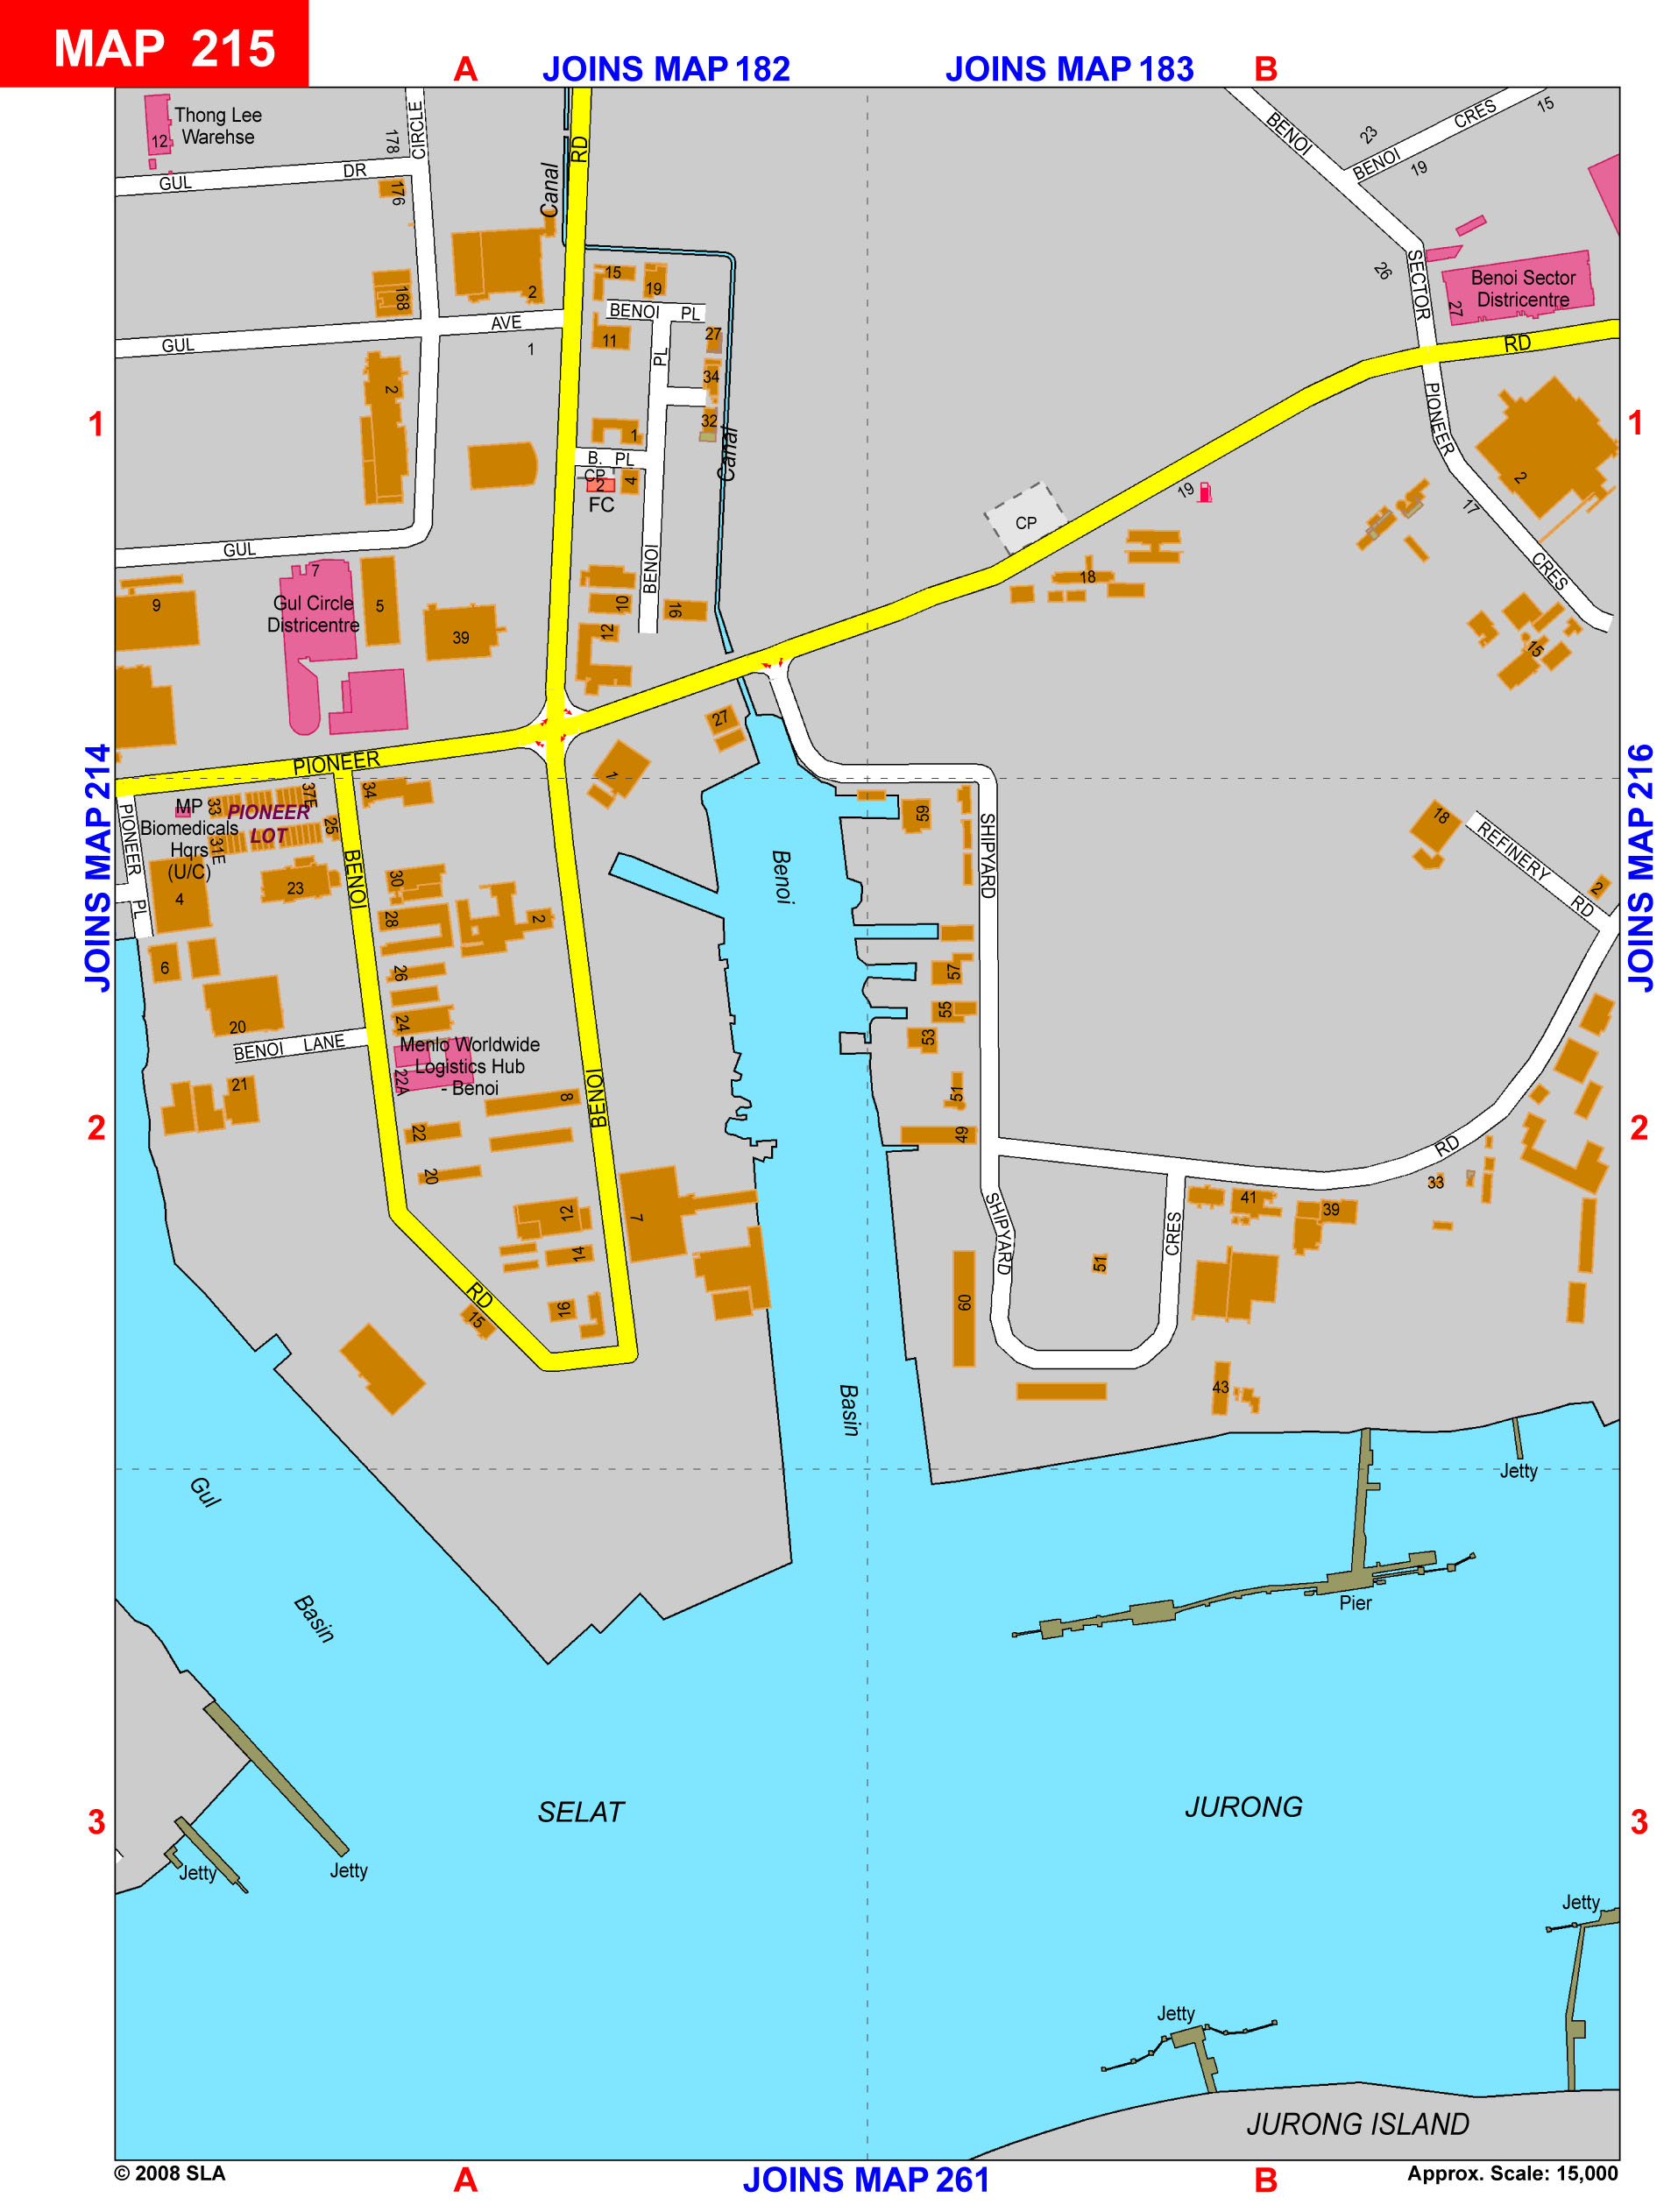 MAP 215
A
JOINS MAP 182
JOINS MAP 183
B
Thong Lee
Warehse
12
178
CIRCLE
RD
Canal
BENOI
23
BENOI CRES
15
19
GUL DR
176
168
2
15
19
BENOI PL
26
SECTOR
27
Benoi Sector
Districentre
GUL AVE
1
11
PL
27
34
RD
1
2
32
Canal
1
B. PL
CP
2
4
FC
PIONEER
1
2
17
CRES
19
CP
GUL
7
Gul Circle
Districentre
9
5
39
BENOI
10
16
12
18
15
27
1
PIONEER
JOINS MAP 214
JOINS MAP 216
MP
Biomedicals
Hqrs
(U/C)
33
37E
PIONEER
LOT
31E
25
34
PIONEER
PL
4
23
BENOI
30
28
2
6
26
20
24
BENOI LANE
Menlo Worldwide
Logistics Hub
- Benoi
22A
21
8
BENOI
22
20
12
7
14
16
RD
15
Benoi
59
SHIPYARD
57
55
53
51
49
18
REFINERY RD
2
2
2
RD
33
41
39
SHIPYARD
CRES
51
60
43
Basin
Gul
Basin
Jetty
Pier
3
SELAT
JURONG
3
Jetty
Jetty
Jetty
Jetty
JURONG ISLAND
© 2008 SLA
A
JOINS MAP 261
B
Approx. Scale: 15,000